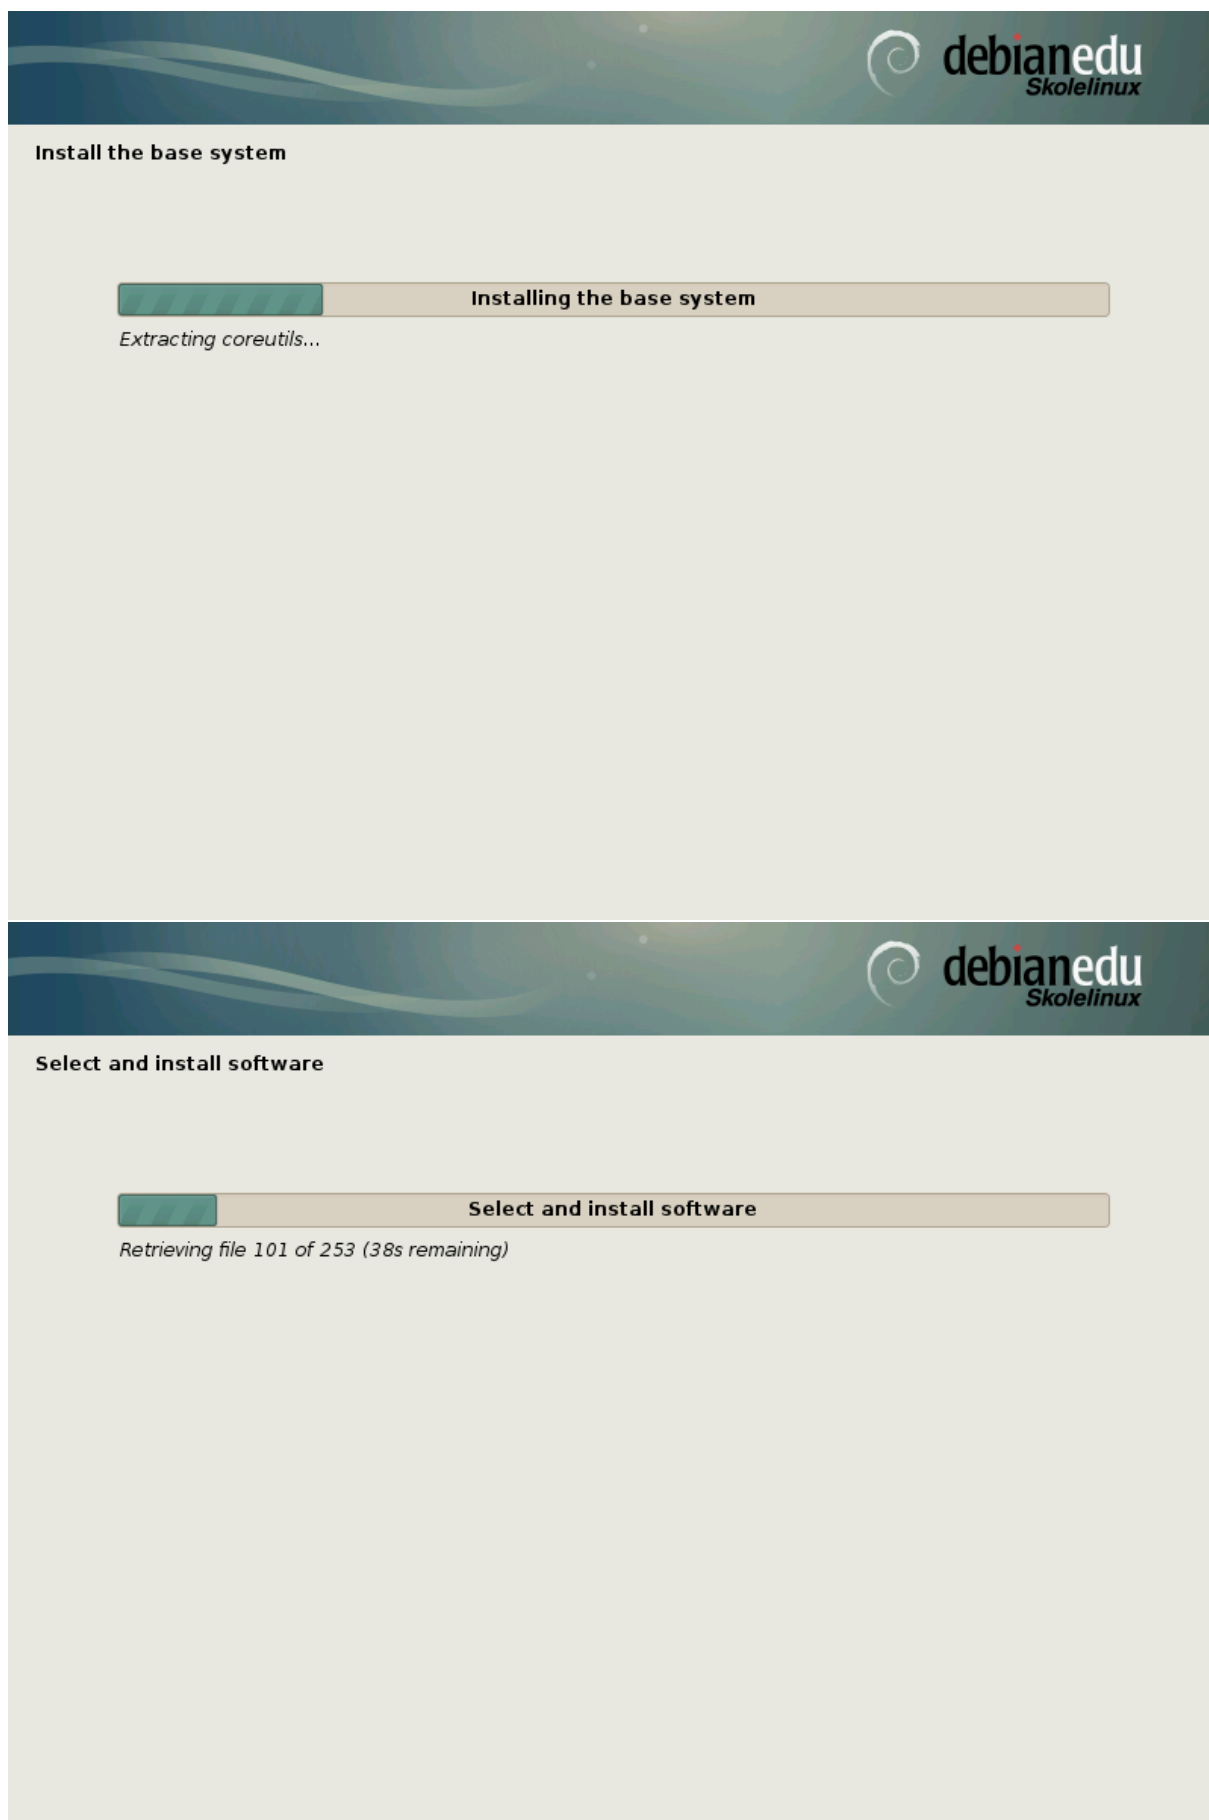 debianedu
Skolelinux
Install the base system
Installing the base system
Extracting coreutils...
debianedu
Skolelinux
Select and install software
Select and install software
Retrieving file 101 of 253 (38s remaining)